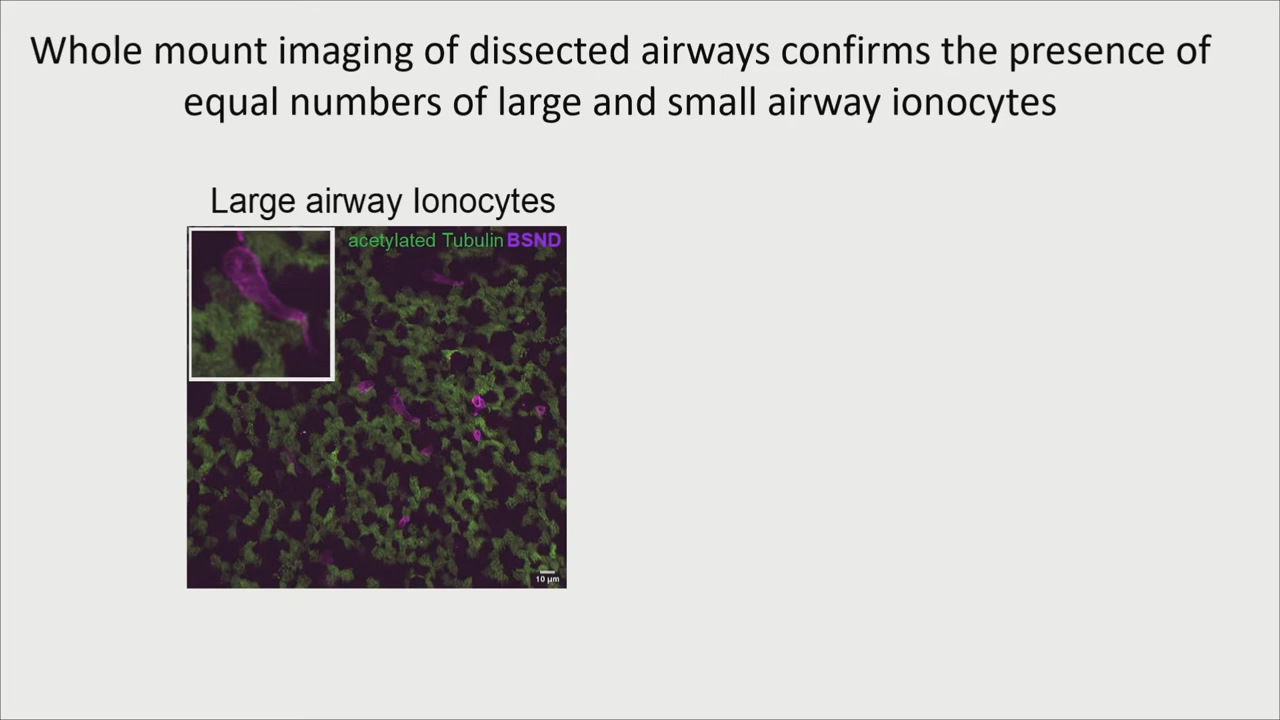 Whole mount imaging of dissected airways confirms the presence of
equal numbers of large and small airway ionocytes
Large airway Ionocytes
acetylated Tubulin BSND
10 µm